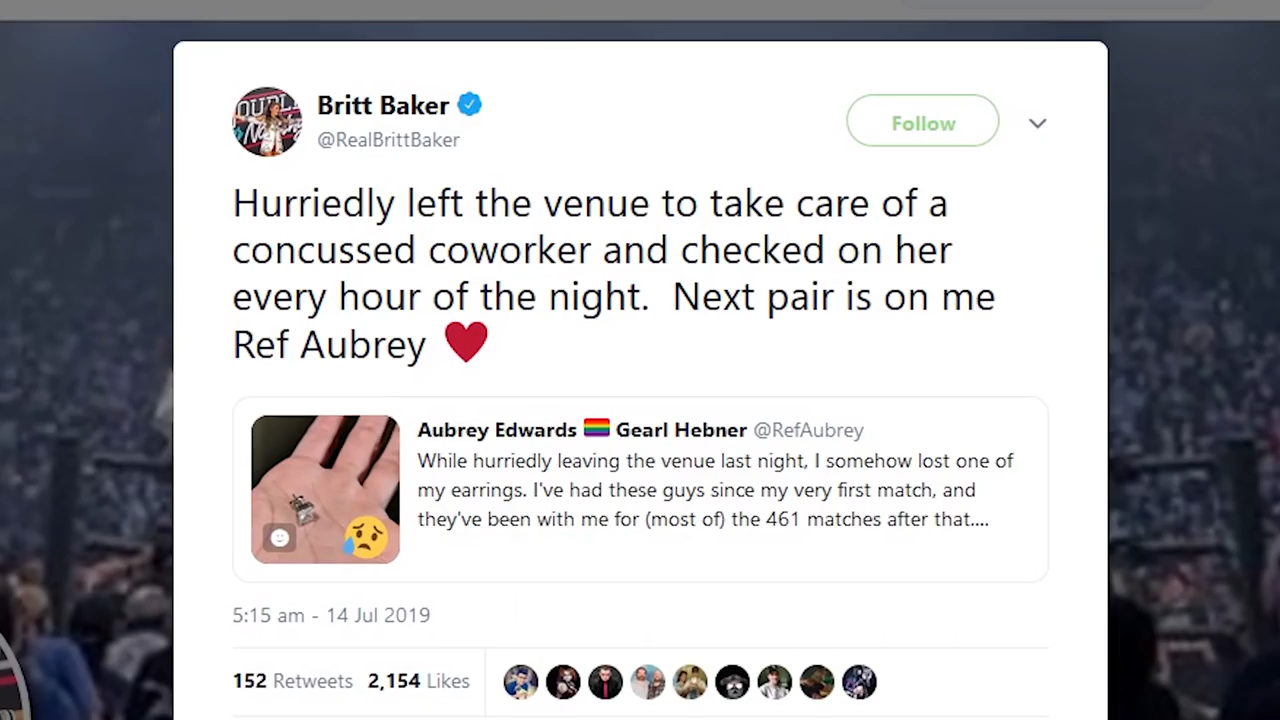 Britt Baker
@RealBrittBaker
Follow
Hurriedly left the venue to take care of a
concussed coworker and checked on her
every hour of the night.  Next pair is on me
Ref Aubrey ♥
Aubrey Edwards 🏳️‍🌈 Gearl Hebner @RefAubrey
While hurriedly leaving the venue last night, I somehow lost one of
my earrings. I've had these guys since my very first match, and
they've been with me for (most of) the 461 matches after that....
5:15 am - 14 Jul 2019
152 Retweets 2,154 Likes